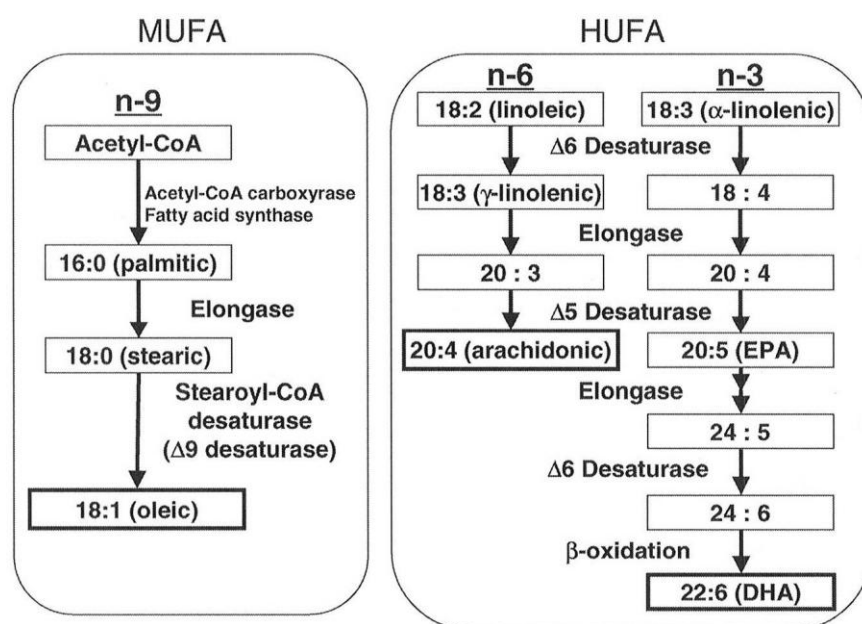 MUFA
n-9
Acetyl-CoA
Acetyl-CoA carboxyrase
Fatty acid synthase
16:0 (palmitic)
Elongase
18:0 (stearic)
Stearoyl-CoA
desaturase
(Δ9 desaturase)
18:1 (oleic)
HUFA
n-6
n-3
18:2 (linoleic)
18:3 (α-linolenic)
Δ6 Desaturase
18:3 (γ-linolenic)
18 : 4
Elongase
20 : 3
20 : 4
Δ5 Desaturase
20:4 (arachidonic)
20:5 (EPA)
Elongase
24 : 5
Δ6 Desaturase
24 : 6
β-oxidation
22:6 (DHA)